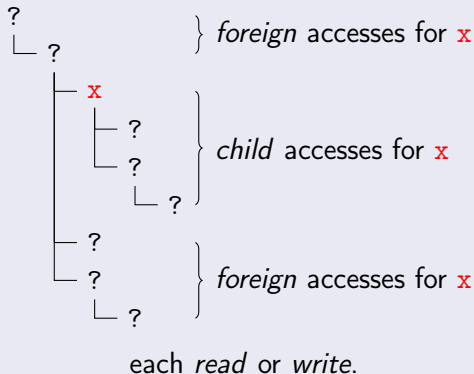 ?
? foreign accesses for x
x
?
? child accesses for x
?
?
? foreign accesses for x
?
each read or write.